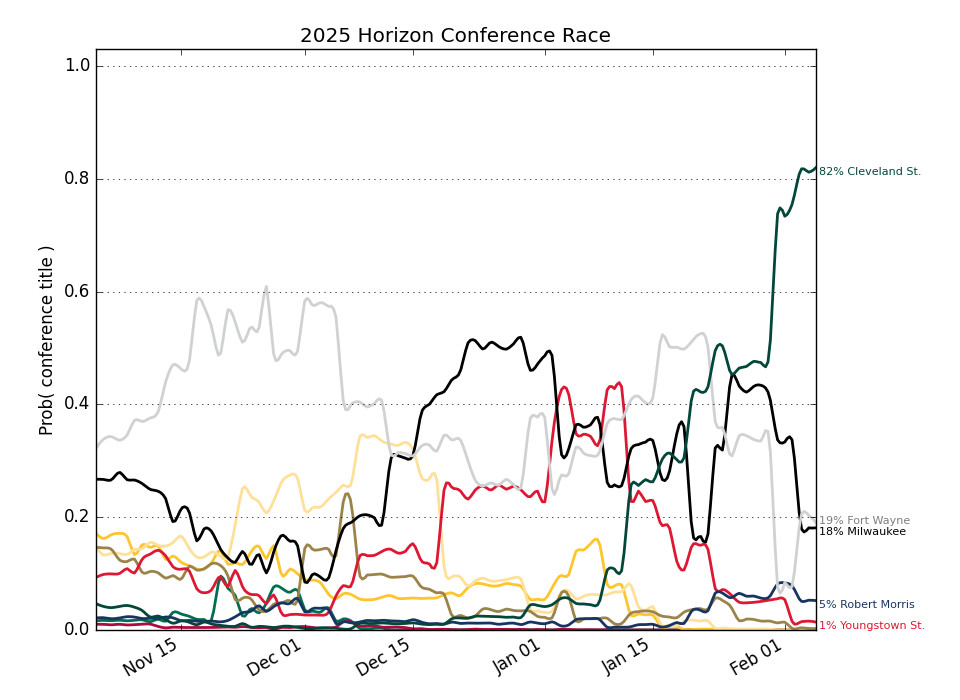 2025 Horizon Conference Race
Prob( conference title )
1.0
0.8
0.6
0.4
0.2
0.0
82% Cleveland St.
19% Fort Wayne
18% Milwaukee
5% Robert Morris
1% Youngstown St.
Nov 15
Dec 01
Dec 15
Jan 01
Jan 15
Feb 01